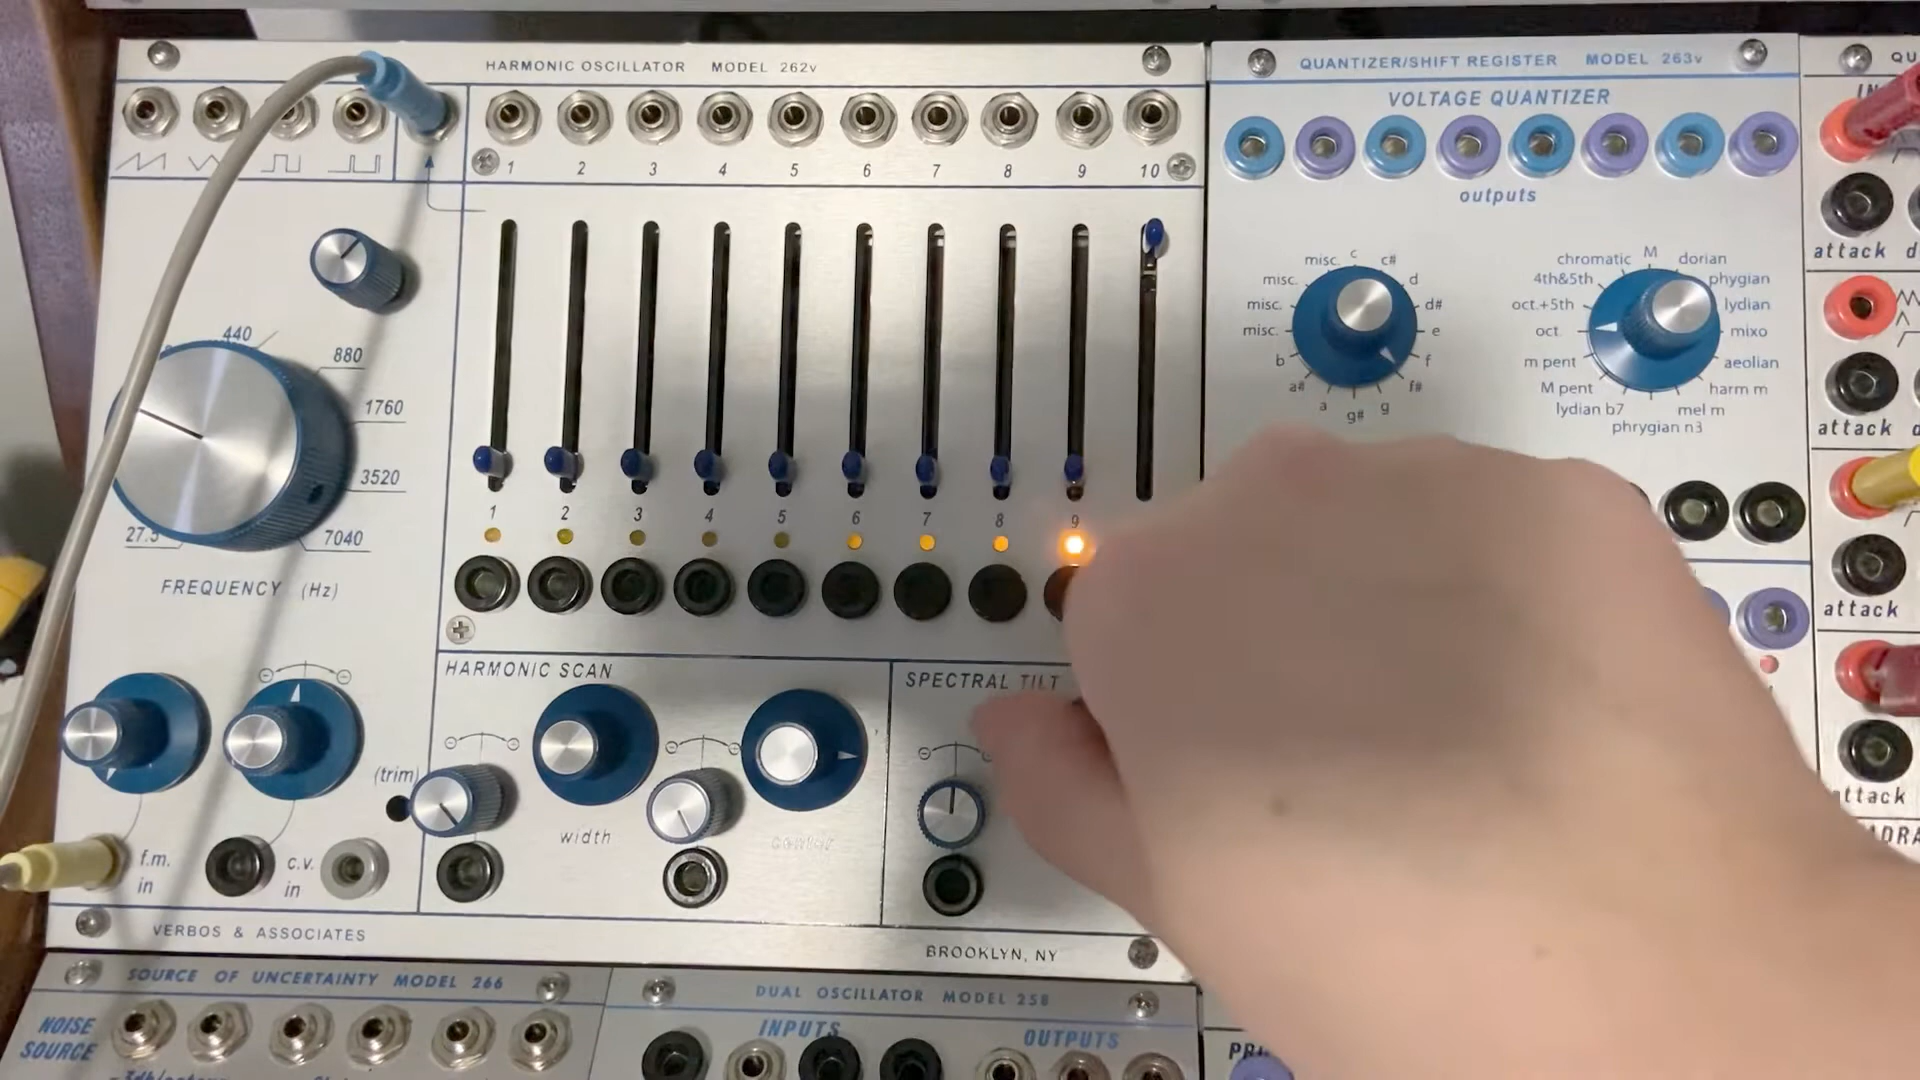 HARMONIC OSCILLATOR MODEL 262v
1 2 3 4 5 6 7 8 9 10
440
880
1760
3520
7040
27.5
FREQUENCY (Hz)
1 2 3 4 5 6 7 8 9
HARMONIC SCAN
SPECTRAL TILT
(trim)
width
center
f.m.
in
c.v.
in
VERBOS & ASSOCIATES
BROOKLYN, NY
QUANTIZER/SHIFT REGISTER MODEL 263v
VOLTAGE QUANTIZER
outputs
misc. c c#
misc. d
misc. d#
misc. e
b f
a# f#
a g# g
chromatic M dorian
4th&5th phygian
oct.+5th lydian
oct. mixo
m pent aeolian
M pent harm m
lydian b7 mel m
phrygian n3
attack
attack
attack
attack
SOURCE OF UNCERTAINTY MODEL 266
NOISE
SOURCE
DUAL OSCILLATOR MODEL 258
INPUTS
OUTPUTS